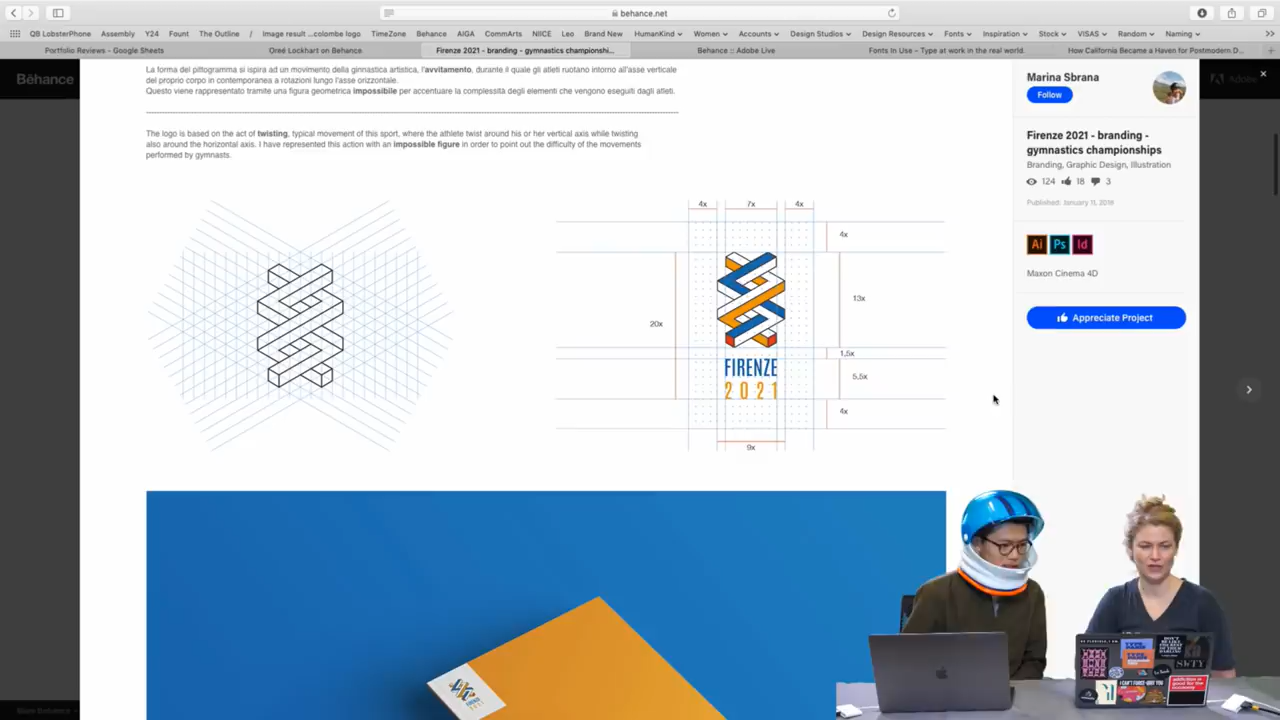 behance.net
QB LobsterPhone Assembly Y24 Fount The Outline Image result ...colombe logo TimeZone Behance AIGA CommArts NIICE Leo Brand New HumanKind Women Accounts Design Studios Design Resources Fonts Inspiration Stock VISAS Random Naming
Portfolio Reviews - Google Sheets Oreé Lockhart on Behance Firenze 2021 - branding - gymnastics championshi... Behance :: Adobe Live Fonts In Use – Type at work in the real world. How California Became a Haven for Postmodern D...
Bēhance
Adobe
La forma del pittogramma si ispira ad un movimento della ginnastica artistica, l'avvitamento, durante il quale gli atleti ruotano intorno all'asse verticale
del proprio corpo in contemporanea a rotazioni lungo l'asse orizzontale.
Questo viene rappresentato tramite una figura geometrica impossibile per accentuare la complessità degli elementi che vengono eseguiti dagli atleti.
The logo is based on the act of twisting, typical movement of this sport, where the athlete twist around his or her vertical axis while twisting
also around the horizontal axis. I have represented this action with an impossible figure in order to point out the difficulty of the movements
performed by gymnasts.
4x 7x 4x
4x
13x
20x
1,5x
5,5x
4x
9x
FIRENZE
2021
Marina Sbrana
Follow
Firenze 2021 - branding -
gymnastics championships
Branding, Graphic Design, Illustration
124 18 3
Ai Ps Id
Maxon Cinema 4D
Appreciate Project
SWTY